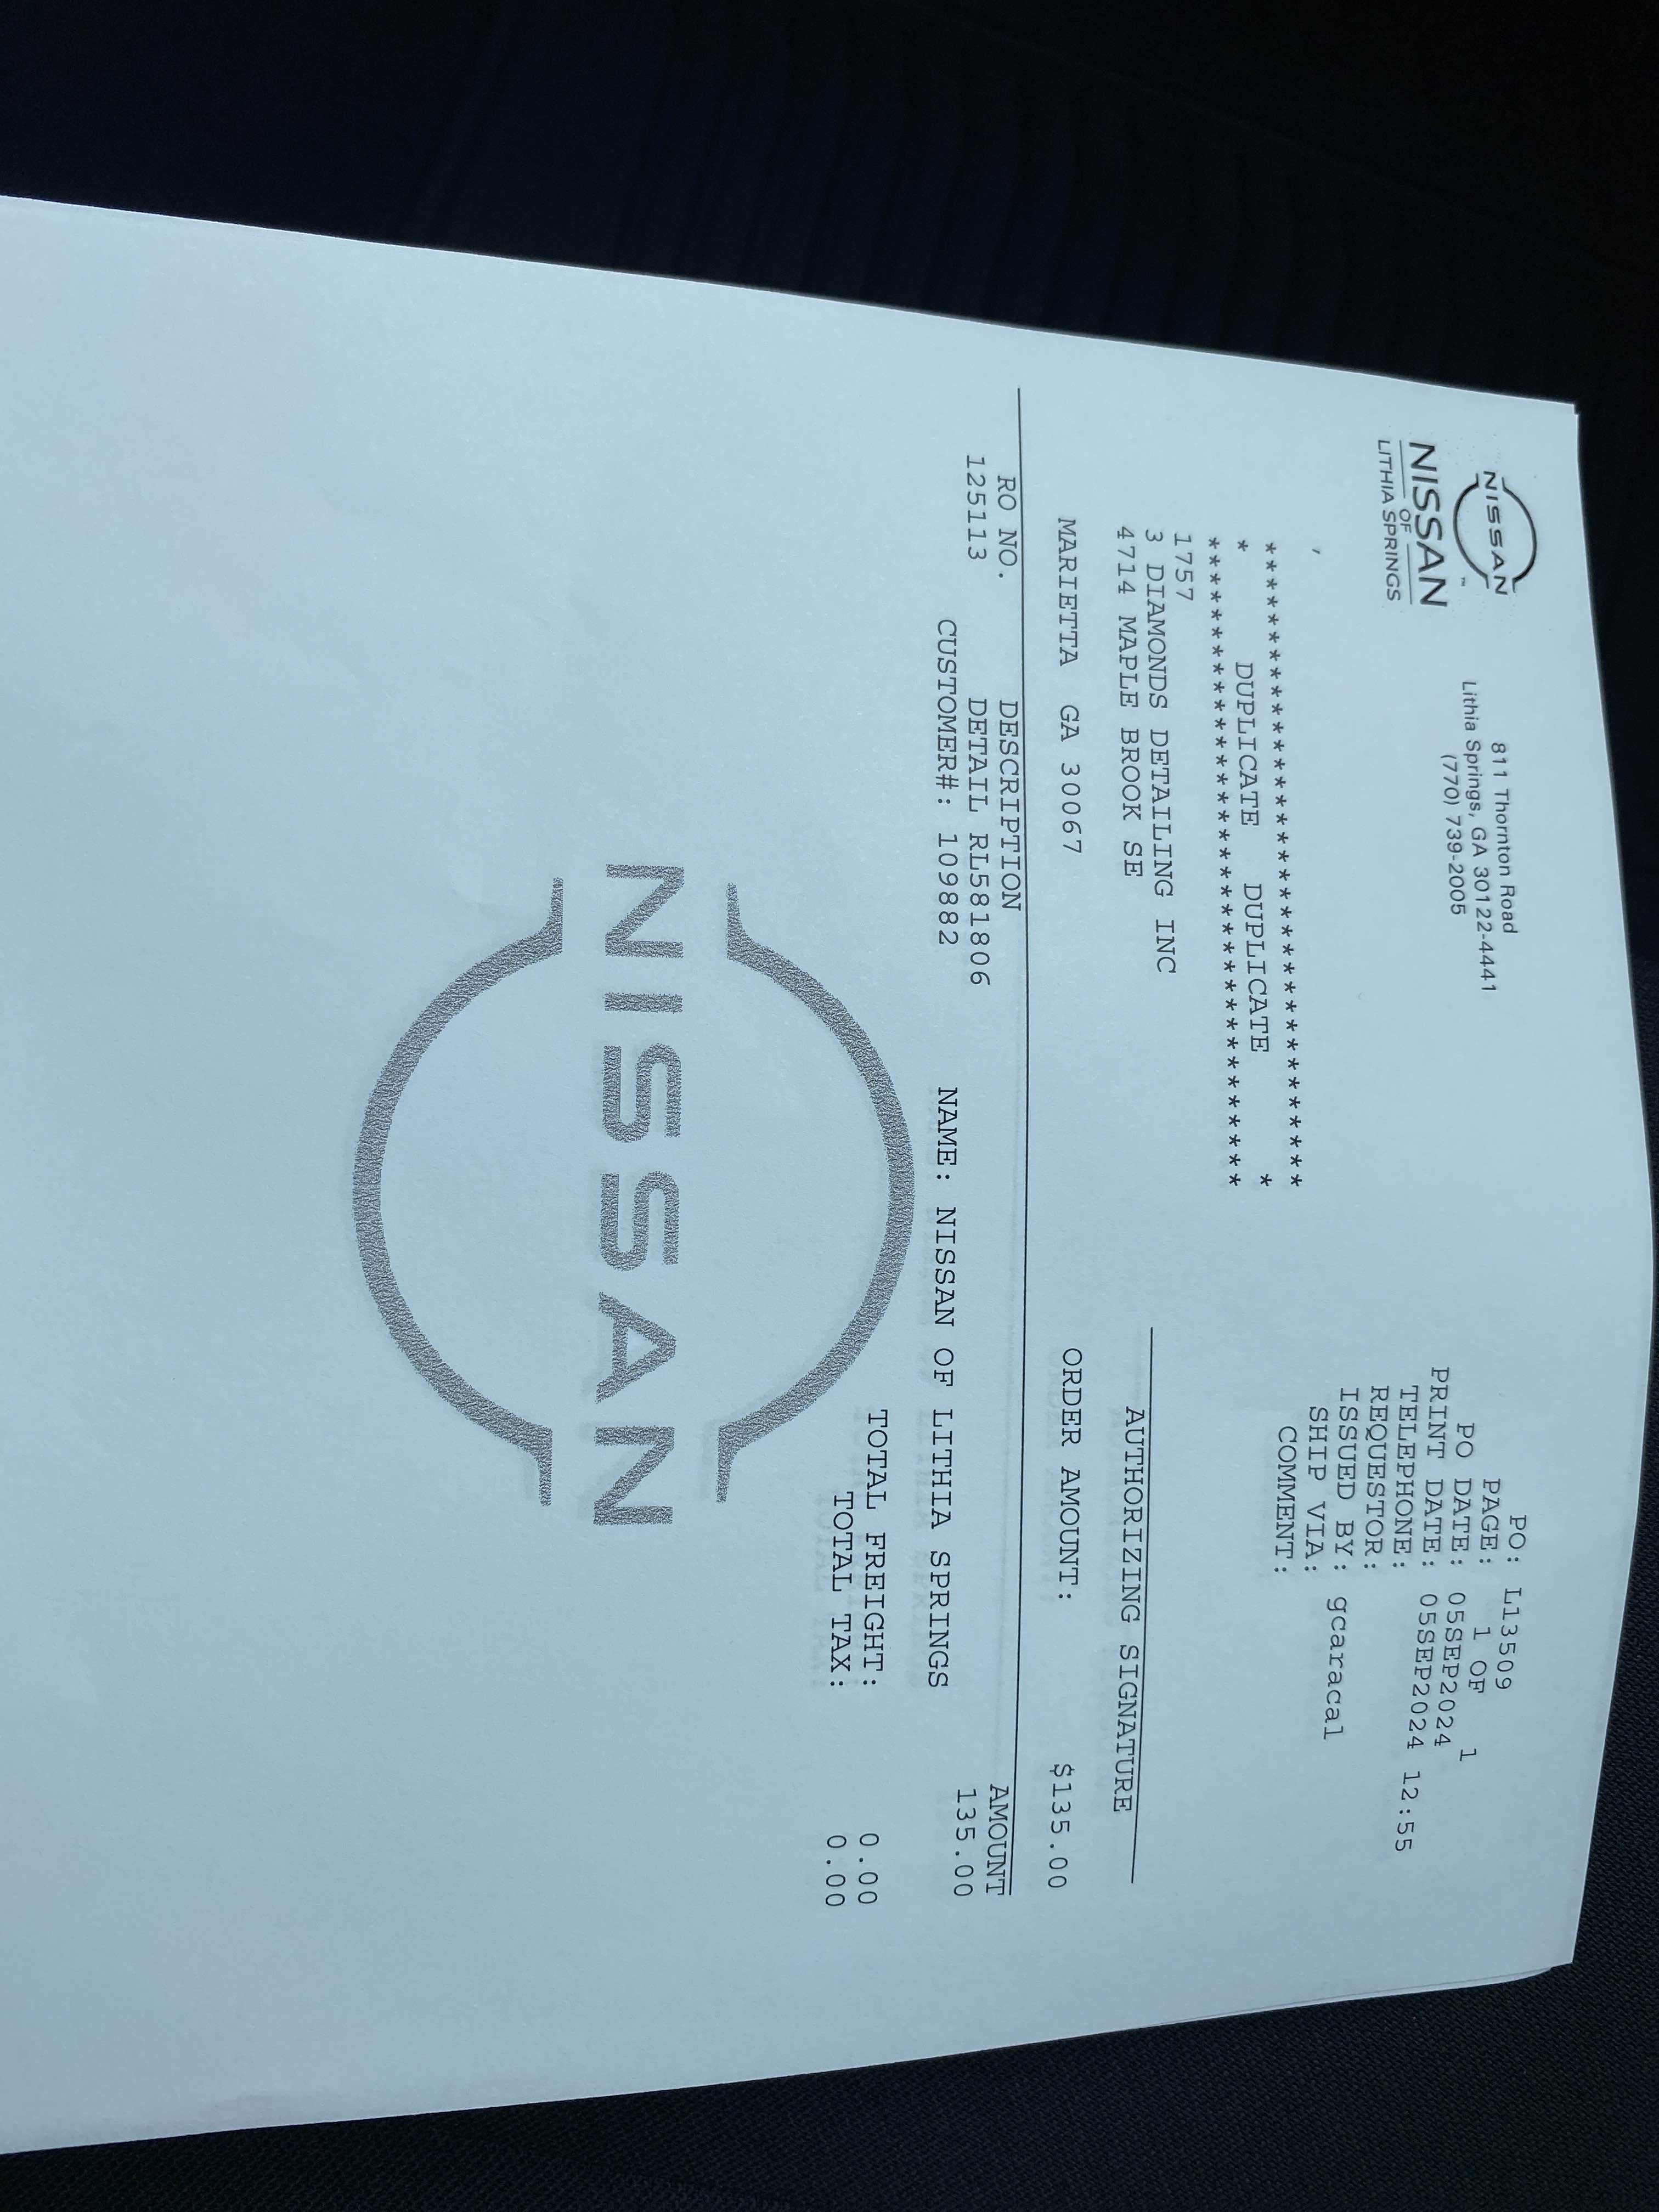 NISSAN
NISSAN
OF
LITHIA SPRINGS
811 Thornton Road
Lithia Springs, GA 30122-4441
(770) 739-2005
PO: L13509
PAGE: 1 OF 1
PO DATE: 05SEP2024
PRINT DATE: 05SEP2024 12:55
TELEPHONE:
REQUESTOR:
ISSUED BY: gcaracal
SHIP VIA:
COMMENT:
,
* DUPLICATE DUPLICATE *
1757
3 DIAMONDS DETAILING INC
4714 MAPLE BROOK SE
MARIETTA GA 30067
AUTHORIZING SIGNATURE
ORDER AMOUNT: $135.00
RO NO. DESCRIPTION AMOUNT
125113 DETAIL RL581806 135.00
CUSTOMER#: 109882 NAME: NISSAN OF LITHIA SPRINGS
TOTAL FREIGHT: 0.00
TOTAL TAX: 0.00
NISSAN